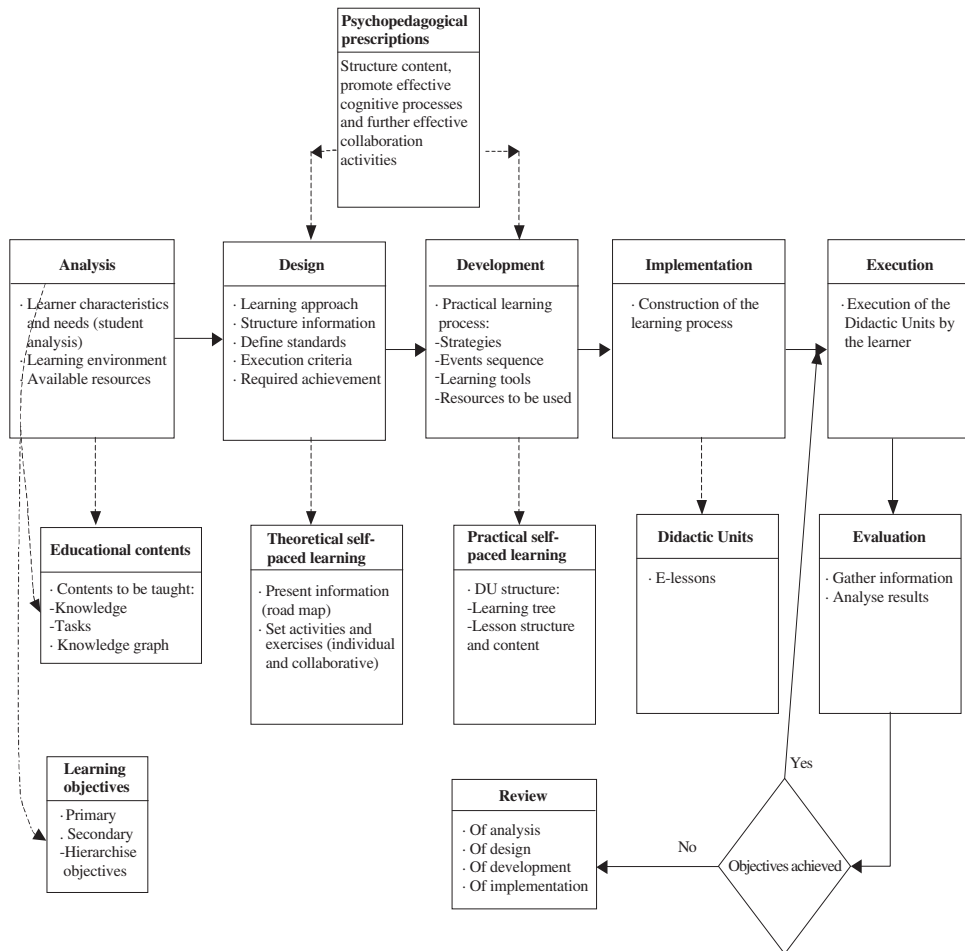 Psychopedagogical
prescriptions
Structure content,
promote effective
cognitive processes
and further effective
collaboration
activities
Analysis
· Learner characteristics
and needs (student
analysis)
· Learning environment
· Available resources
Design
· Learning approach
· Structure information
· Define standards
· Execution criteria
· Required achievement
Development
· Practical learning
process:
-Strategies
-Events sequence
-Learning tools
-Resources to be used
Implementation
· Construction of the
learning process
Execution
· Execution of the
Didactic Units by
the learner
Educational contents
· Contents to be taught:
-Knowledge
-Tasks
· Knowledge graph
Theoretical self-
paced learning
· Present information
(road map)
· Set activities and
exercises (individual
and collaborative)
Practical self-paced learning
· DU structure:
-Learning tree
-Lesson structure
and content
Didactic Units
· E-lessons
Evaluation
· Gather information
· Analyse results
Learning
objectives
· Primary
. Secondary
-Hierarchise
objectives
Review
· Of analysis
· Of design
· Of development
· Of implementation
No
Yes
Objectives achieved